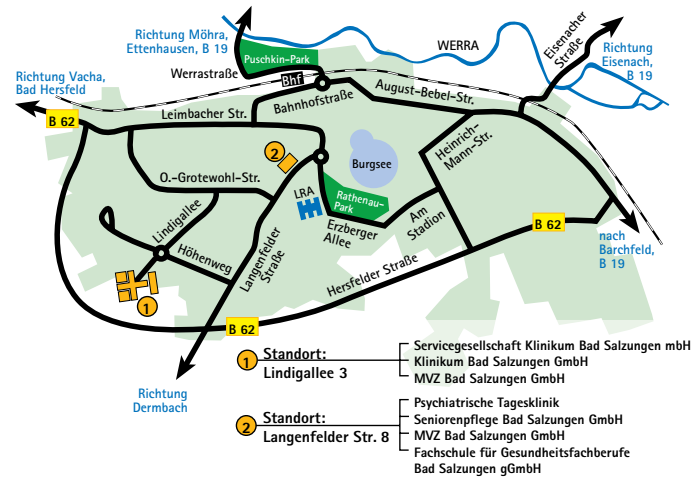 Richtung Möhra,
Ettenhausen, B 19
WERRA
Eisenacher
Straße
Richtung
Eisenach,
B 19
Puschkin-Park
Werrastraße
Bhf
Richtung Vacha,
Bad Hersfeld
B 62
Leimbacher Str.
Bahnhofstraße
August-Bebel-Str.
Heinrich-
Mann-Str.
2
Burgsee
O.-Grotewohl-Str.
LRA
Rathenau-
Park
Lindigallee
Höhenweg
Langenfelder
Straße
Erzberger
Allee
Am
Stadion
B 62
nach
Barchfeld,
B 19
Hersfelder Straße
1
B 62
Richtung
Dermbach
1
Standort:
Lindigallee 3
Servicegesellschaft Klinikum Bad Salzungen mbH
Klinikum Bad Salzungen GmbH
MVZ Bad Salzungen GmbH
2
Standort:
Langenfelder Str. 8
Psychiatrische Tagesklinik
Seniorenpflege Bad Salzungen GmbH
MVZ Bad Salzungen GmbH
Fachschule für Gesundheitsfachberufe
Bad Salzungen gGmbH